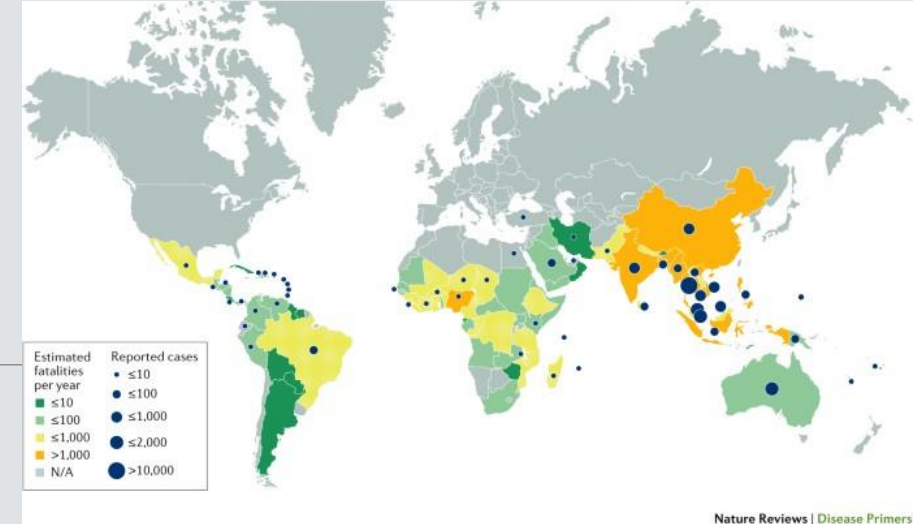 Estimated
fatalities
per year
≤10
≤100
≤1,000
>1,000
N/A
Reported cases
≤10
≤100
≤1,000
≤2,000
>10,000
Nature Reviews | Disease Primers